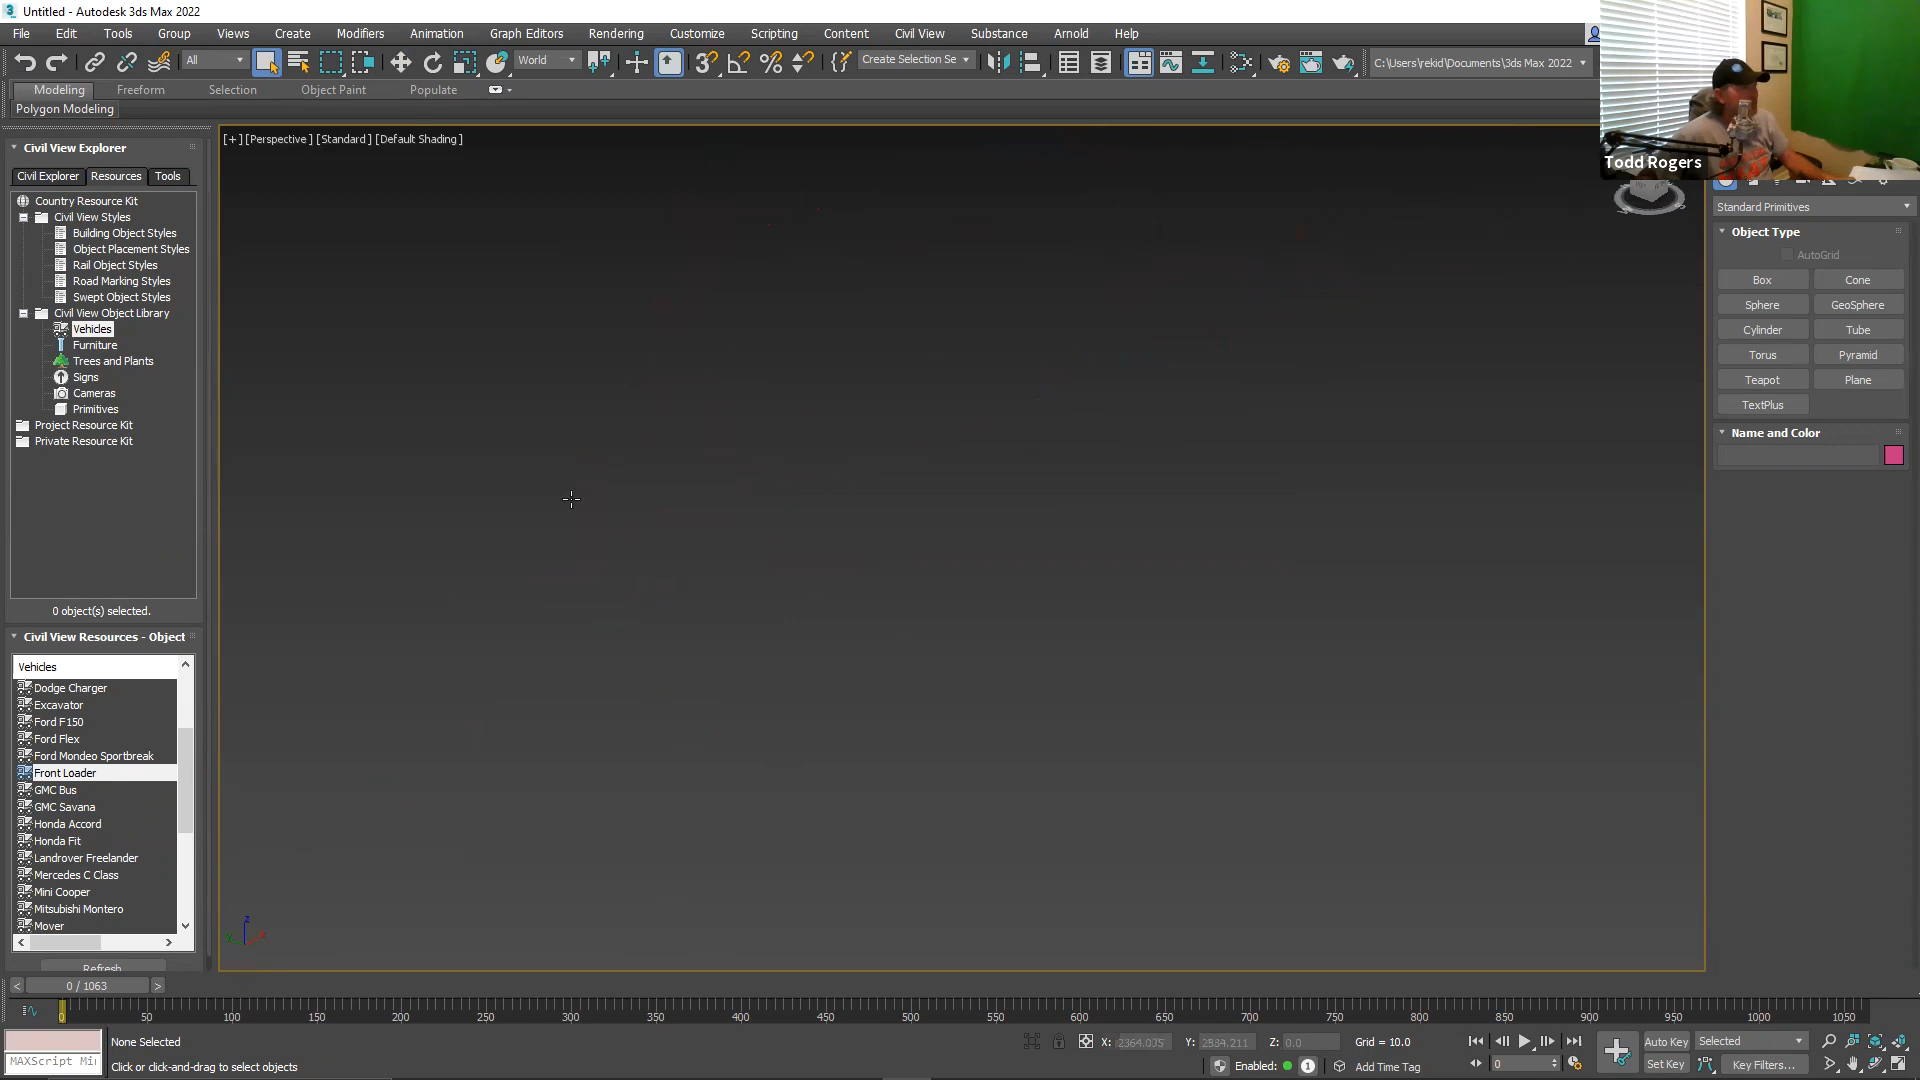 Untitled - Autodesk 3ds Max 2022
File Edit Tools Group Views Create Modifiers Animation Graph Editors Rendering Customize Scripting Content Civil View Substance Arnold Help
All World Create Selection Se C:\Users\rekid\Documents\3ds Max 2022
Modeling Freeform Selection Object Paint Populate
Polygon Modeling
[+] [Perspective] [Standard] [Default Shading]
Todd Rogers
Civil View Explorer
Civil Explorer Resources Tools
Country Resource Kit
Civil View Styles
Building Object Styles
Object Placement Styles
Rail Object Styles
Road Marking Styles
Swept Object Styles
Civil View Object Library
Vehicles
Furniture
Trees and Plants
Signs
Cameras
Primitives
Project Resource Kit
Private Resource Kit
0 object(s) selected.
Civil View Resources - Object
Vehicles
Dodge Charger
Excavator
Ford F150
Ford Flex
Ford Mondeo Sportbreak
Front Loader
GMC Bus
GMC Savana
Honda Accord
Honda Fit
Landrover Freelander
Mercedes C Class
Mini Cooper
Mitsubishi Montero
Mover
Refresh
Standard Primitives
Object Type
AutoGrid
Box Cone
Sphere GeoSphere
Cylinder Tube
Torus Pyramid
Teapot Plane
TextPlus
Name and Color
z
y x
< 0 / 1063 >
0 50 100 150 200 250 300 350 400 450 500 550 600 650 700 750 800 850 900 950 1000 1050
None Selected X: 2364.035 Y: 2884.211 Z: 0.0 Grid = 10.0 Auto Key Selected
MAXScript Mi Click or click-and-drag to select objects Enabled: 1 Add Time Tag 0 Set Key Key Filters...